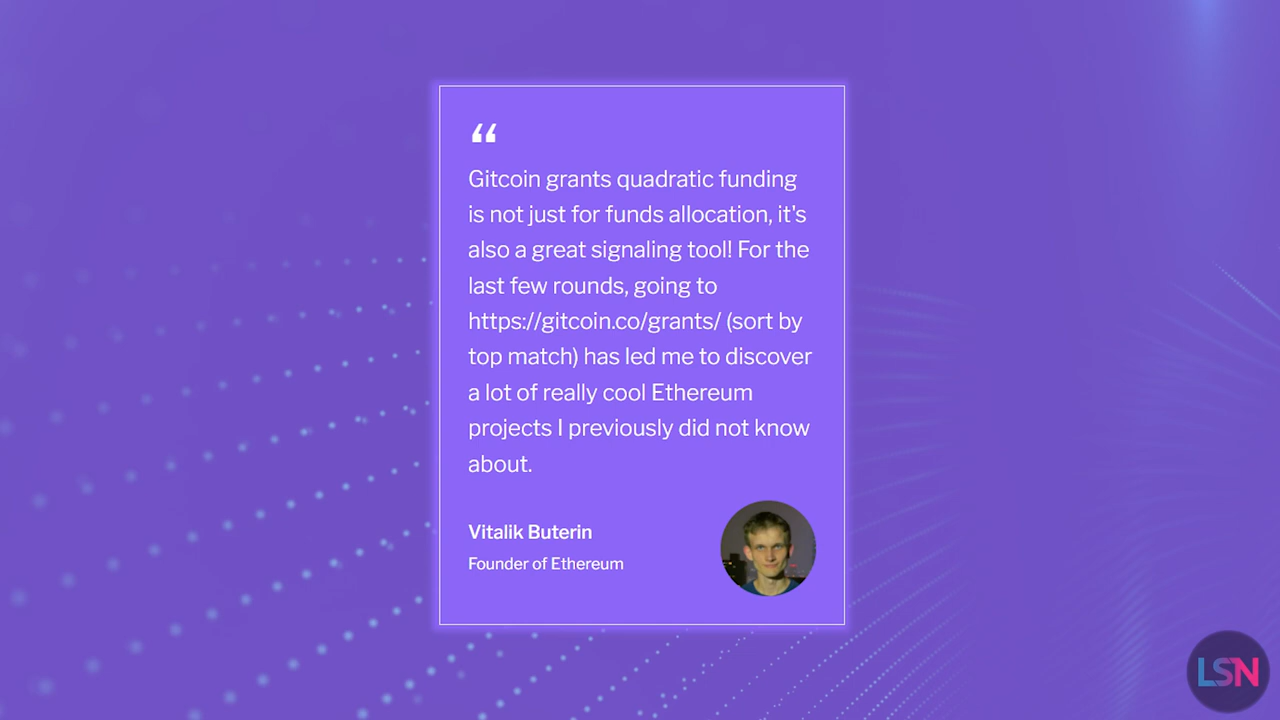 “
Gitcoin grants quadratic funding
is not just for funds allocation, it's
also a great signaling tool! For the
last few rounds, going to
https://gitcoin.co/grants/ (sort by
top match) has led me to discover
a lot of really cool Ethereum
projects I previously did not know
about.
Vitalik Buterin
Founder of Ethereum
LSN